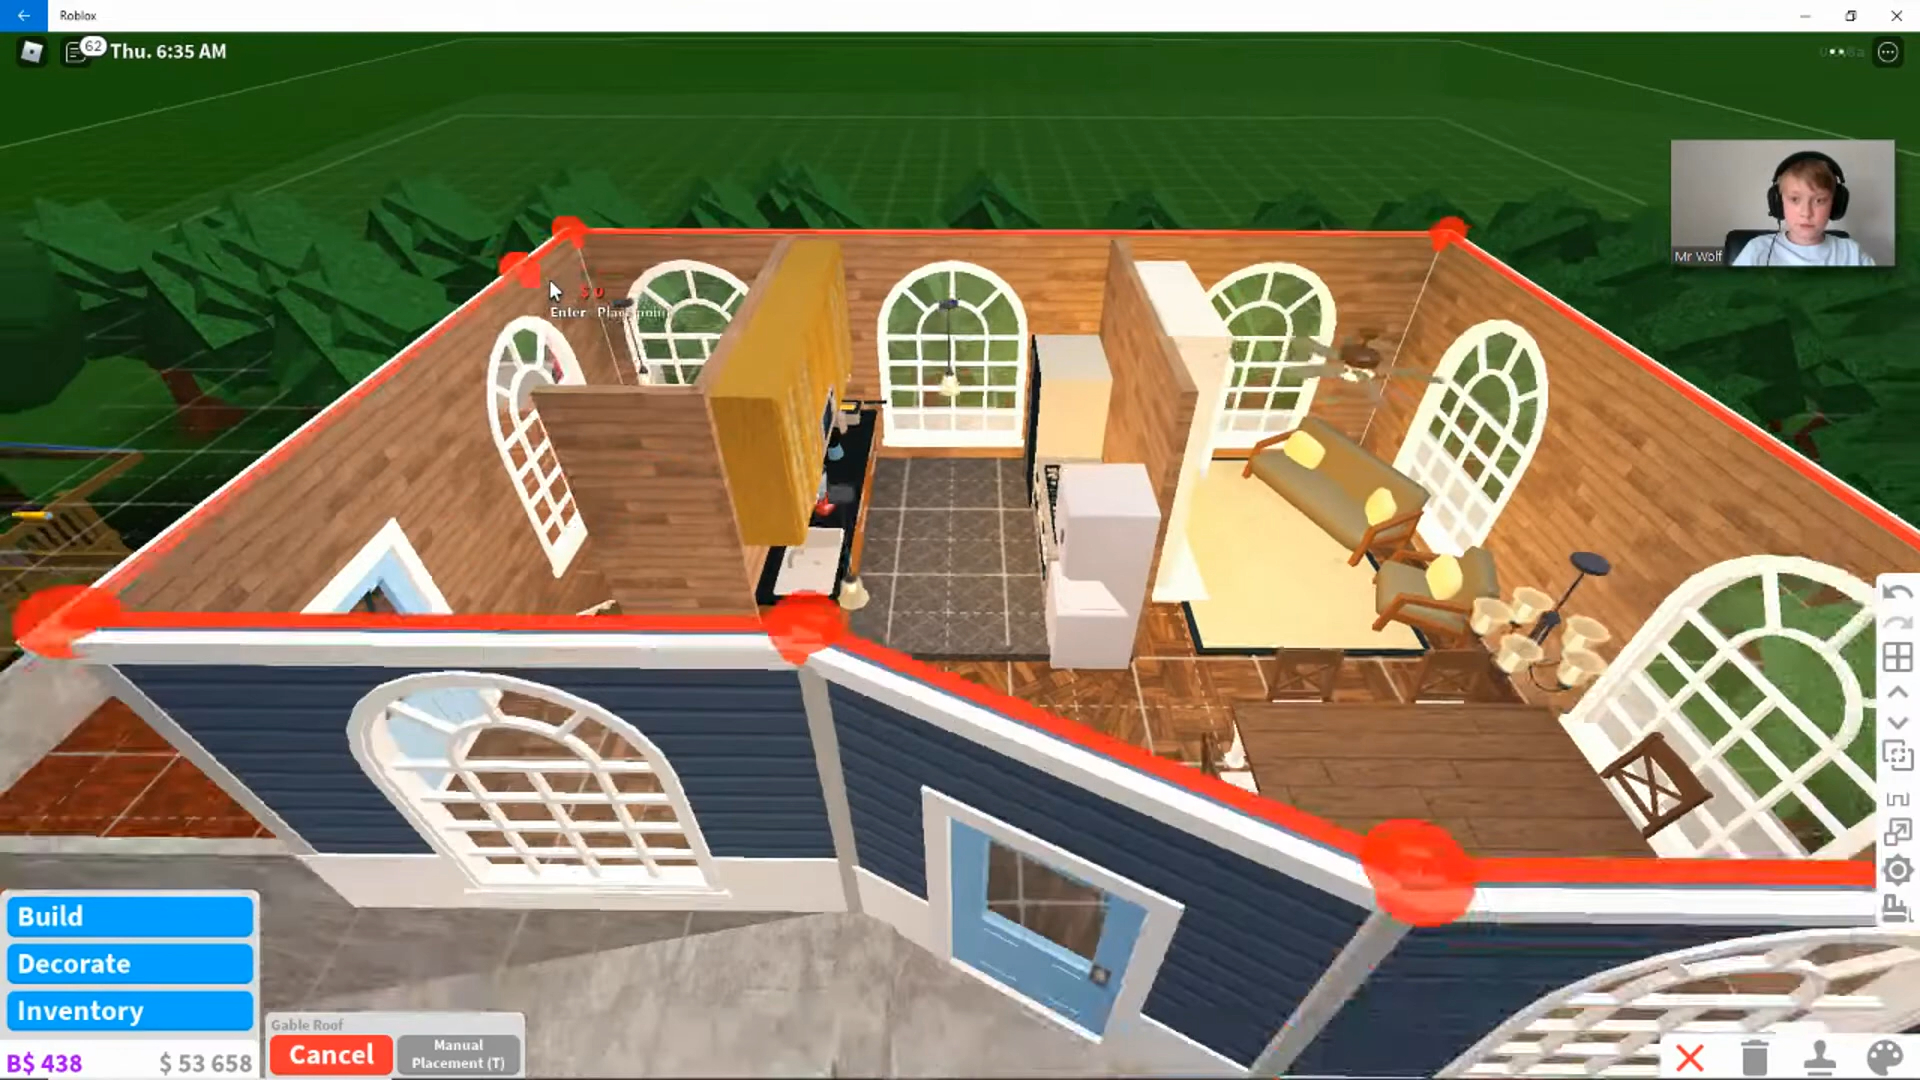 Roblox
62
Thu. 6:35 AM
Mr Wolf
$ 0
Enter
Build
Decorate
Inventory
Gable Roof
Cancel
Manual
Placement (T)
B$ 438
$ 53 658